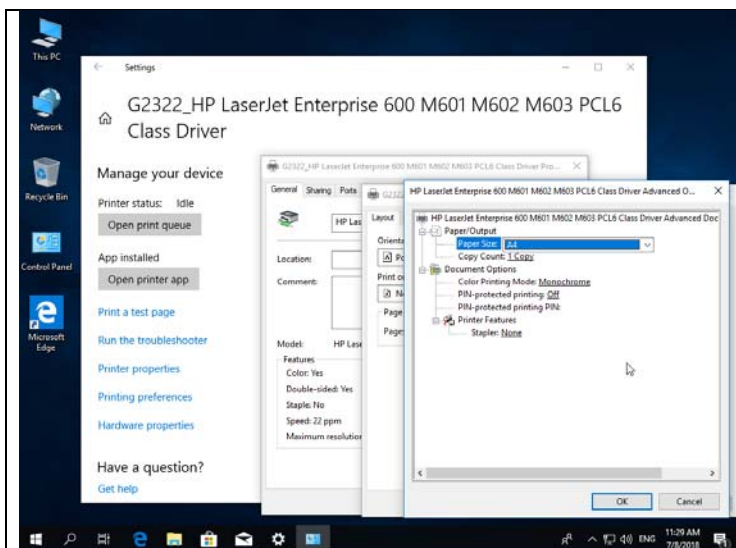 This PC
Network
Recycle Bin
Control Panel
Microsoft
Edge
Settings
G2322_HP LaserJet Enterprise 600 M601 M602 M603 PCL6
Class Driver
Manage your device
Printer status: Idle
Open print queue
App installed
Open printer app
Print a test page
Run the troubleshooter
Printer properties
Printing preferences
Hardware properties
Have a question?
Get help
G2322_HP LaserJet Enterprise 600 M601 M602 M603 PCL6 Class Driver Pro...
General Sharing Ports
HP Las
Location:
Comment:
Model: HP Lase
Features
Color: Yes
Double-sided: Yes
Staple: No
Speed: 22 ppm
Maximum resolution
G2322
Layout
Orienta
Po
Print o
Page
Page
HP LaserJet Enterprise 600 M601 M602 M603 PCL6 Class Driver Advanced O...
HP LaserJet Enterprise 600 M601 M602 M603 PCL6 Class Driver Advanced Doc
Paper/Output
Paper Size: A4
Copy Count: 1 Copy
Document Options
Color Printing Mode: Monochrome
PIN-protected printing: Off
PIN-protected printing PIN:
Printer Features
Stapler: None
OK Cancel
ENG
11:29 AM
7/8/2018